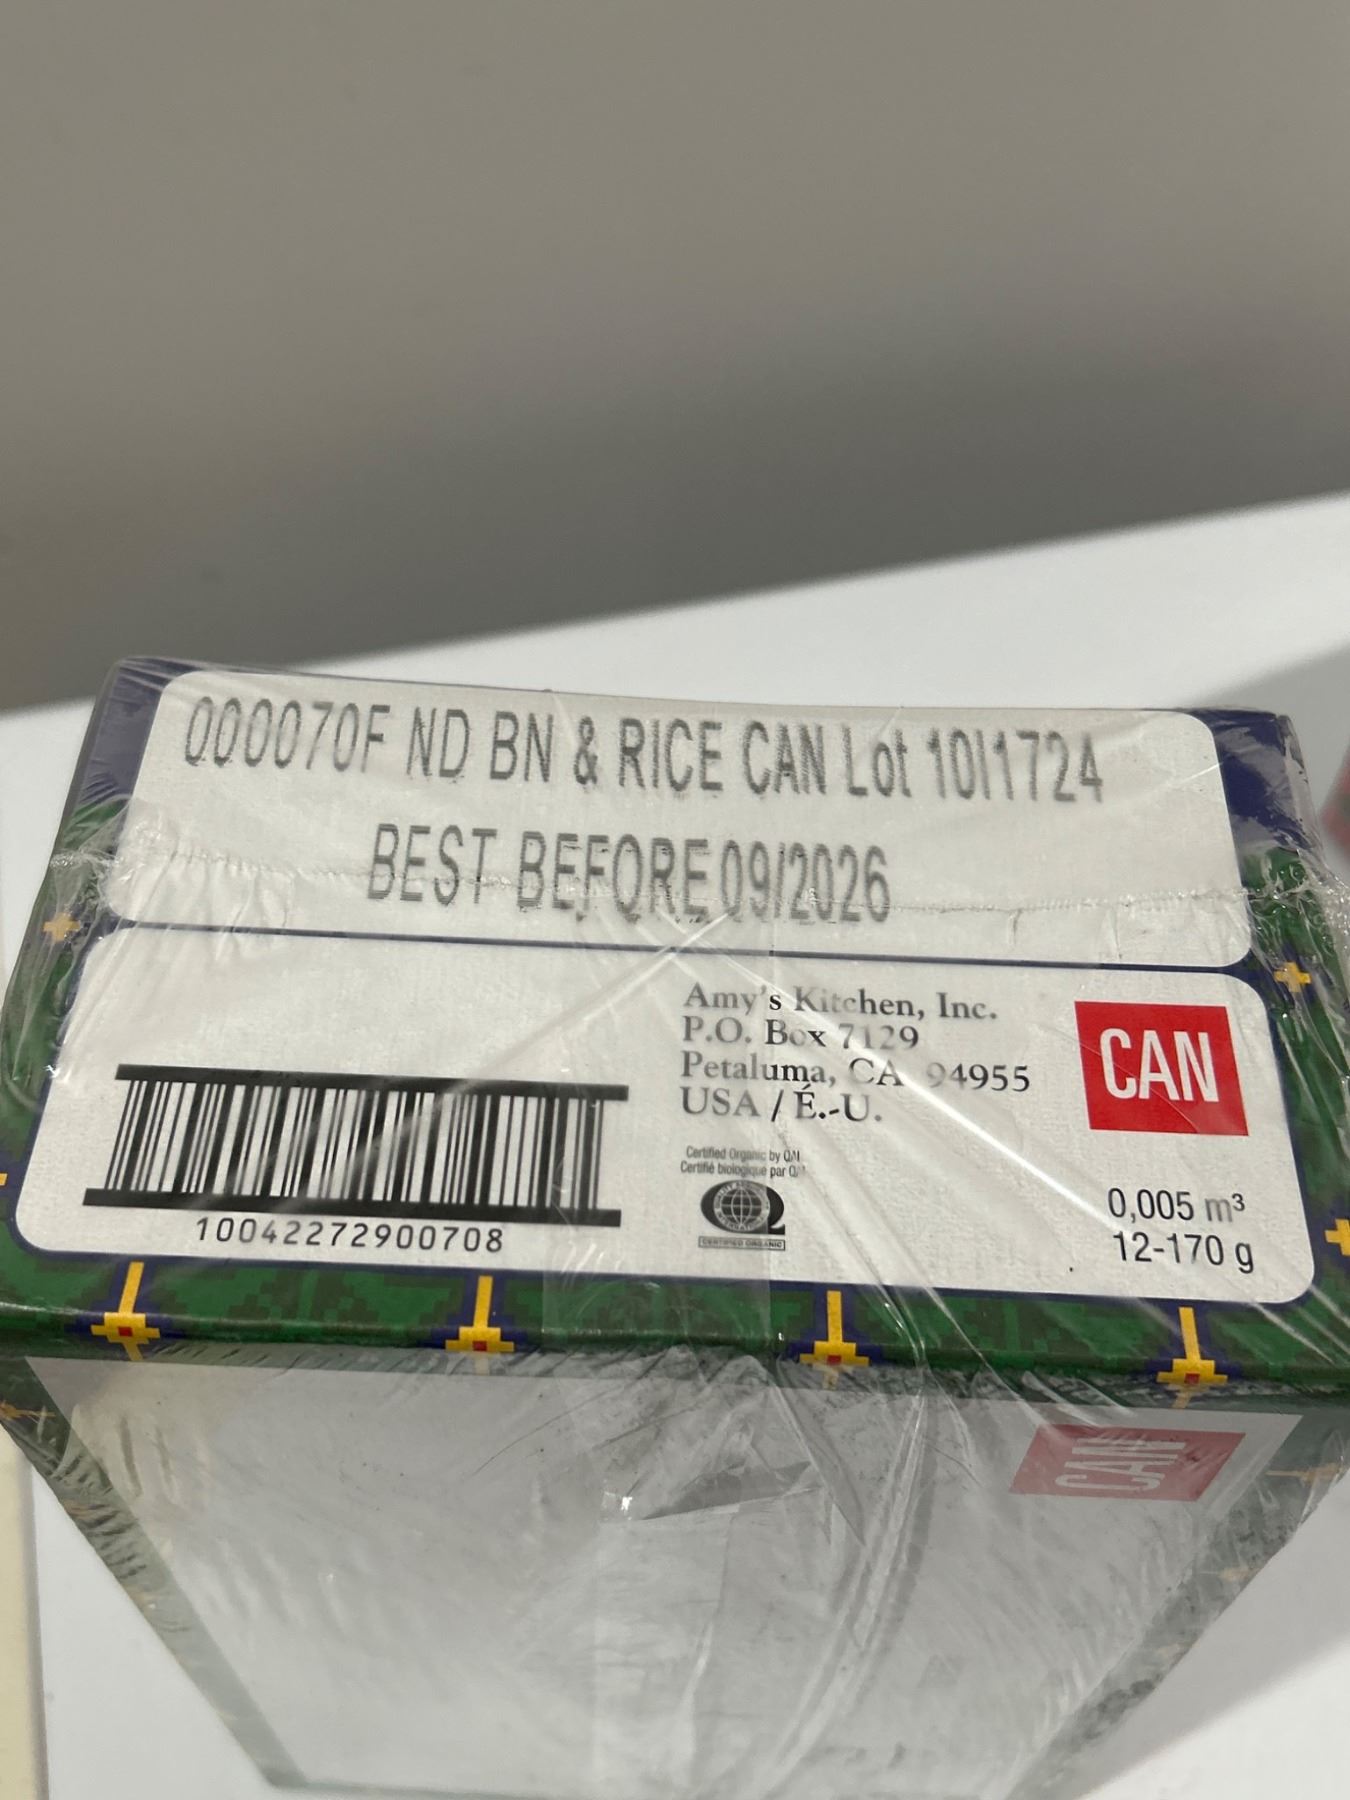 000070F ND BN & RICE CAN Lot 10I1724
BEST BEFORE 09/2026
Amy's Kitchen, Inc.
P.O. Box 7129
Petaluma, CA 94955
USA / É.-U.
CAN
Certified Organic by QAI
Certifié biologique par QAI
CERTIFIED ORGANIC
10042272900708
0,005 m³
12-170 g
CAN